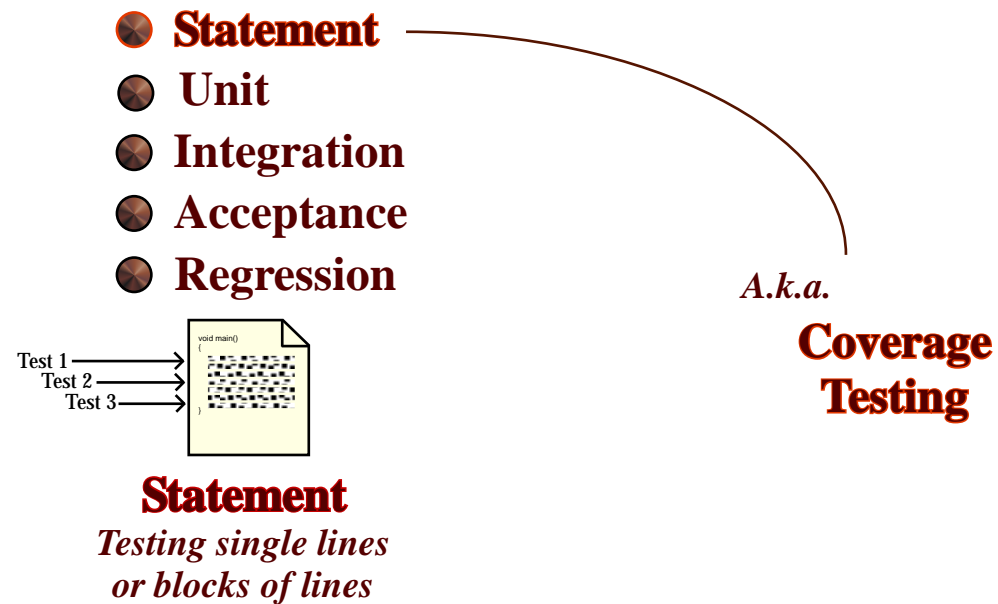 Statement
Unit
Integration
Acceptance
Regression
A.k.a.
Coverage
Testing
void main()
{
}
Test 1
Test 2
Test 3
Statement
Testing single lines
or blocks of lines